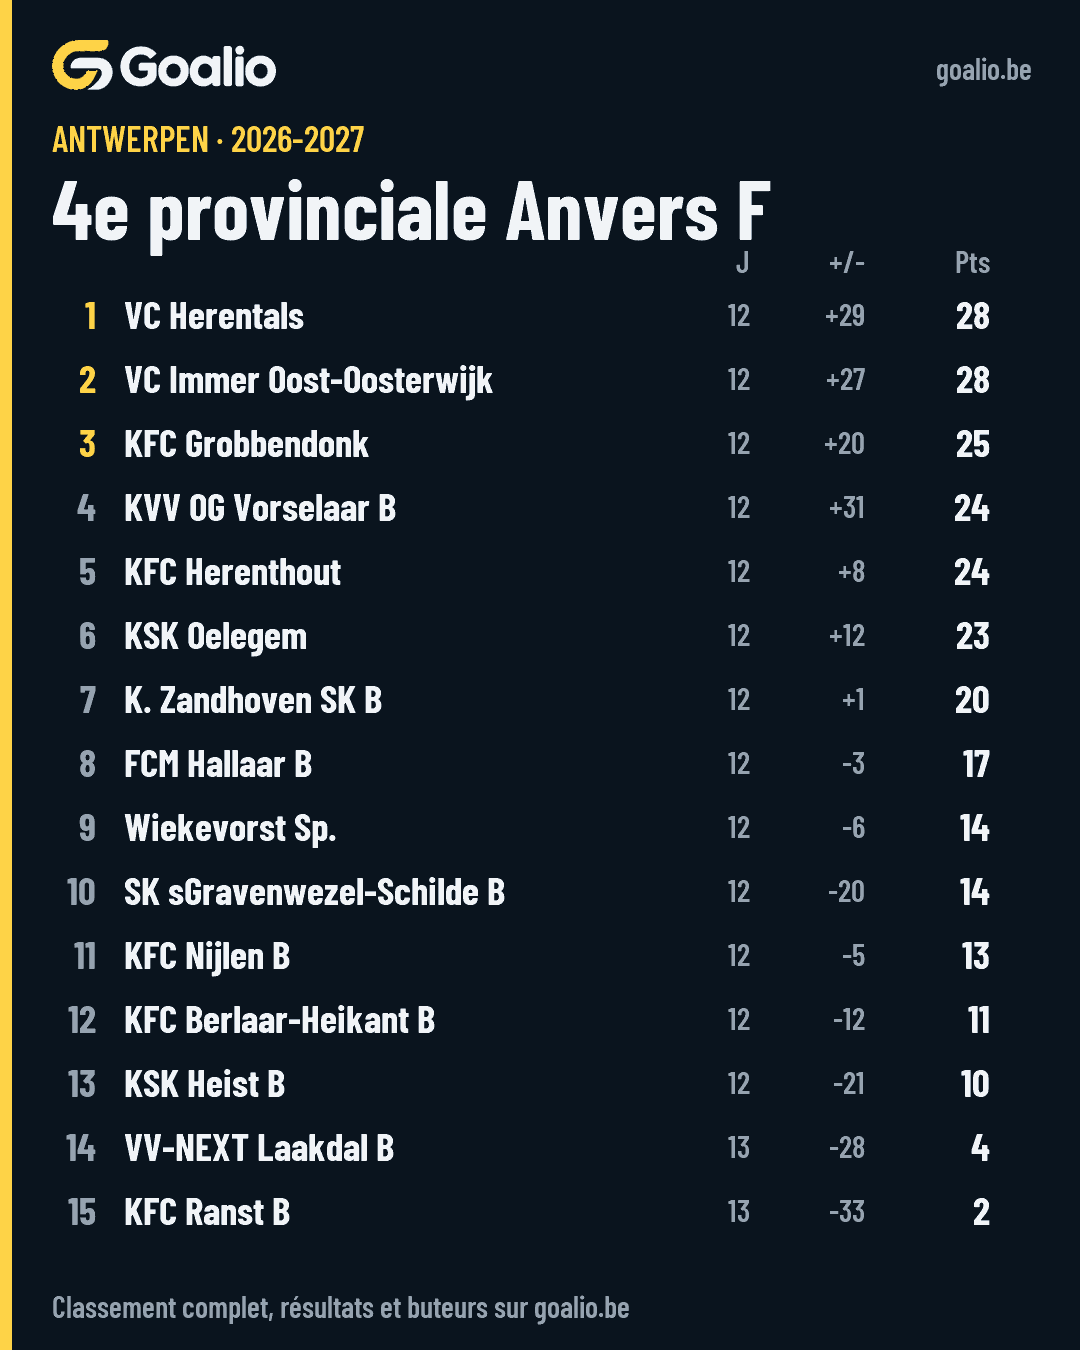 Goalio
goalio.be
ANTWERPEN · 2026-2027
4e provinciale Anvers F
J +/- Pts
1 VC Herentals 12 +29 28
2 VC Immer Oost-Oosterwijk 12 +27 28
3 KFC Grobbendonk 12 +20 25
4 KVV OG Vorselaar B 12 +31 24
5 KFC Herenthout 12 +8 24
6 KSK Oelegem 12 +12 23
7 K. Zandhoven SK B 12 +1 20
8 FCM Hallaar B 12 -3 17
9 Wiekevorst Sp. 12 -6 14
10 SK sGravenwezel-Schilde B 12 -20 14
11 KFC Nijlen B 12 -5 13
12 KFC Berlaar-Heikant B 12 -12 11
13 KSK Heist B 12 -21 10
14 VV-NEXT Laakdal B 13 -28 4
15 KFC Ranst B 13 -33 2
Classement complet, résultats et buteurs sur goalio.be